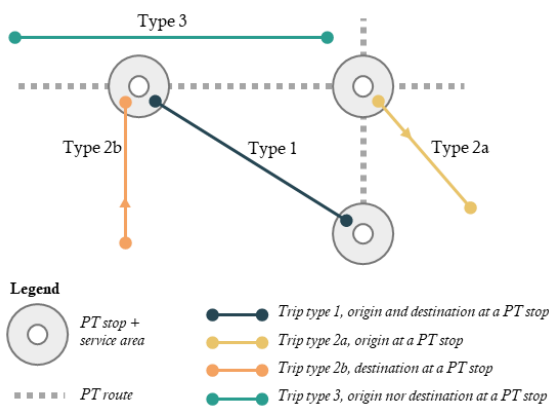 Type 3
Type 2b
Type 1
Type 2a
Legend
PT stop +
service area
PT route
Trip type 1, origin and destination at a PT stop
Trip type 2a, origin at a PT stop
Trip type 2b, destination at a PT stop
Trip type 3, origin nor destination at a PT stop